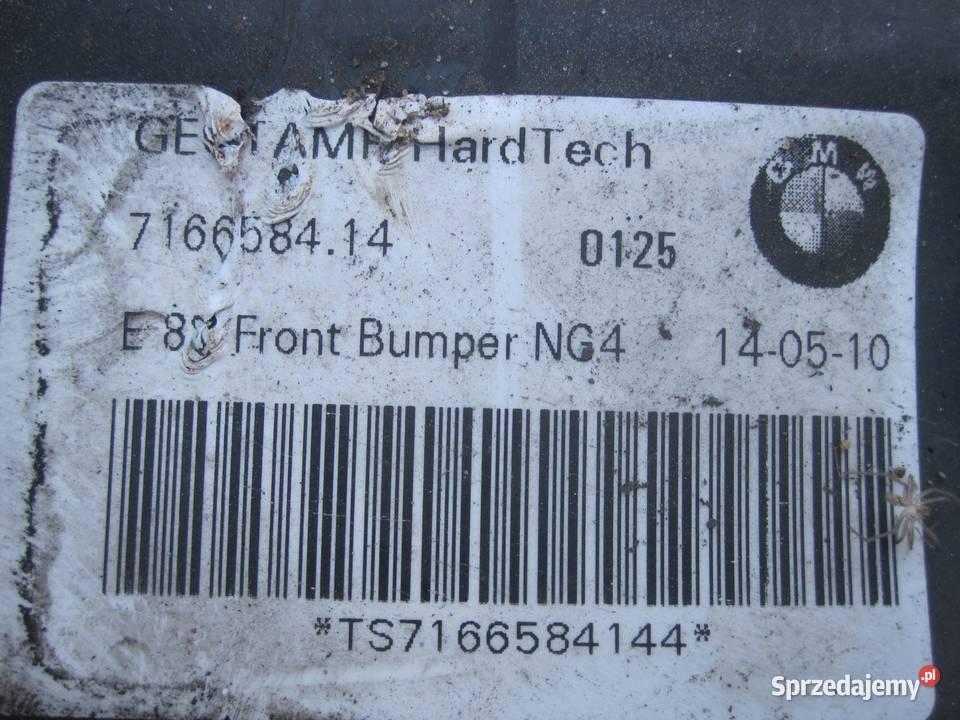 HardTech
BMW
7166584.14
0125
Front Bumper NG4
14-05-10
*TS7166584144*
Sprzedajemy.pl